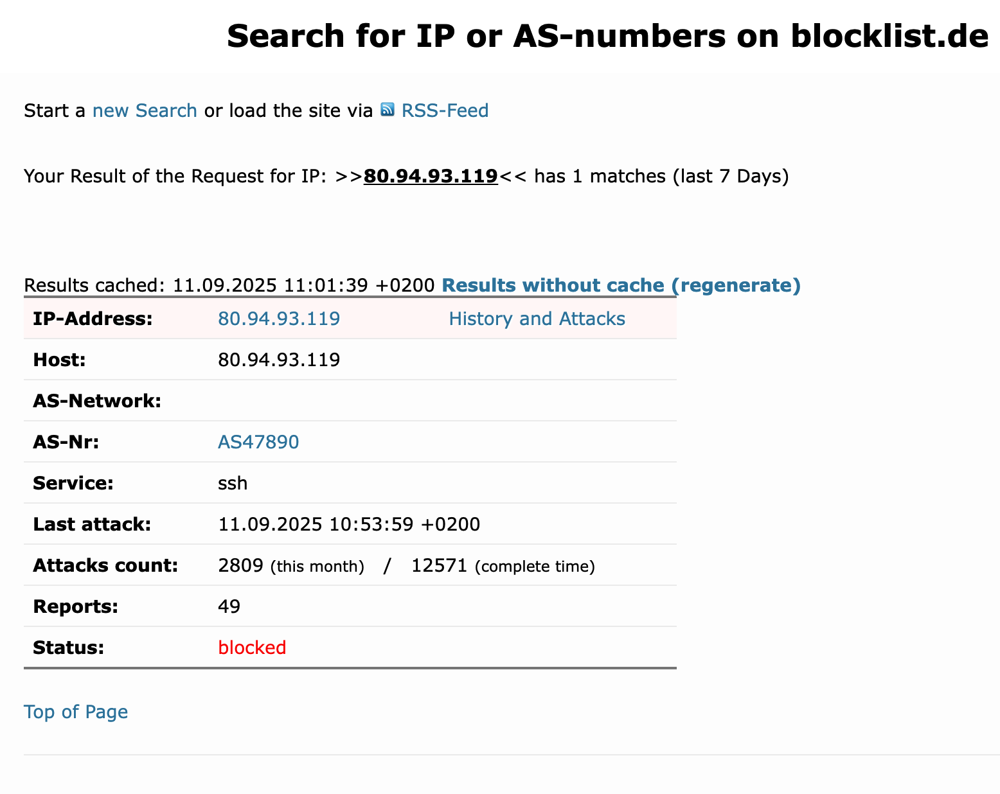 Search for IP or AS-numbers on blocklist.de
Start a new Search or load the site via RSS-Feed
Your Result of the Request for IP: >>80.94.93.119<< has 1 matches (last 7 Days)
Results cached: 11.09.2025 11:01:39 +0200 Results without cache (regenerate)
IP-Address: 80.94.93.119 History and Attacks
Host: 80.94.93.119
AS-Network:
AS-Nr: AS47890
Service: ssh
Last attack: 11.09.2025 10:53:59 +0200
Attacks count: 2809 (this month) / 12571 (complete time)
Reports: 49
Status: blocked
Top of Page